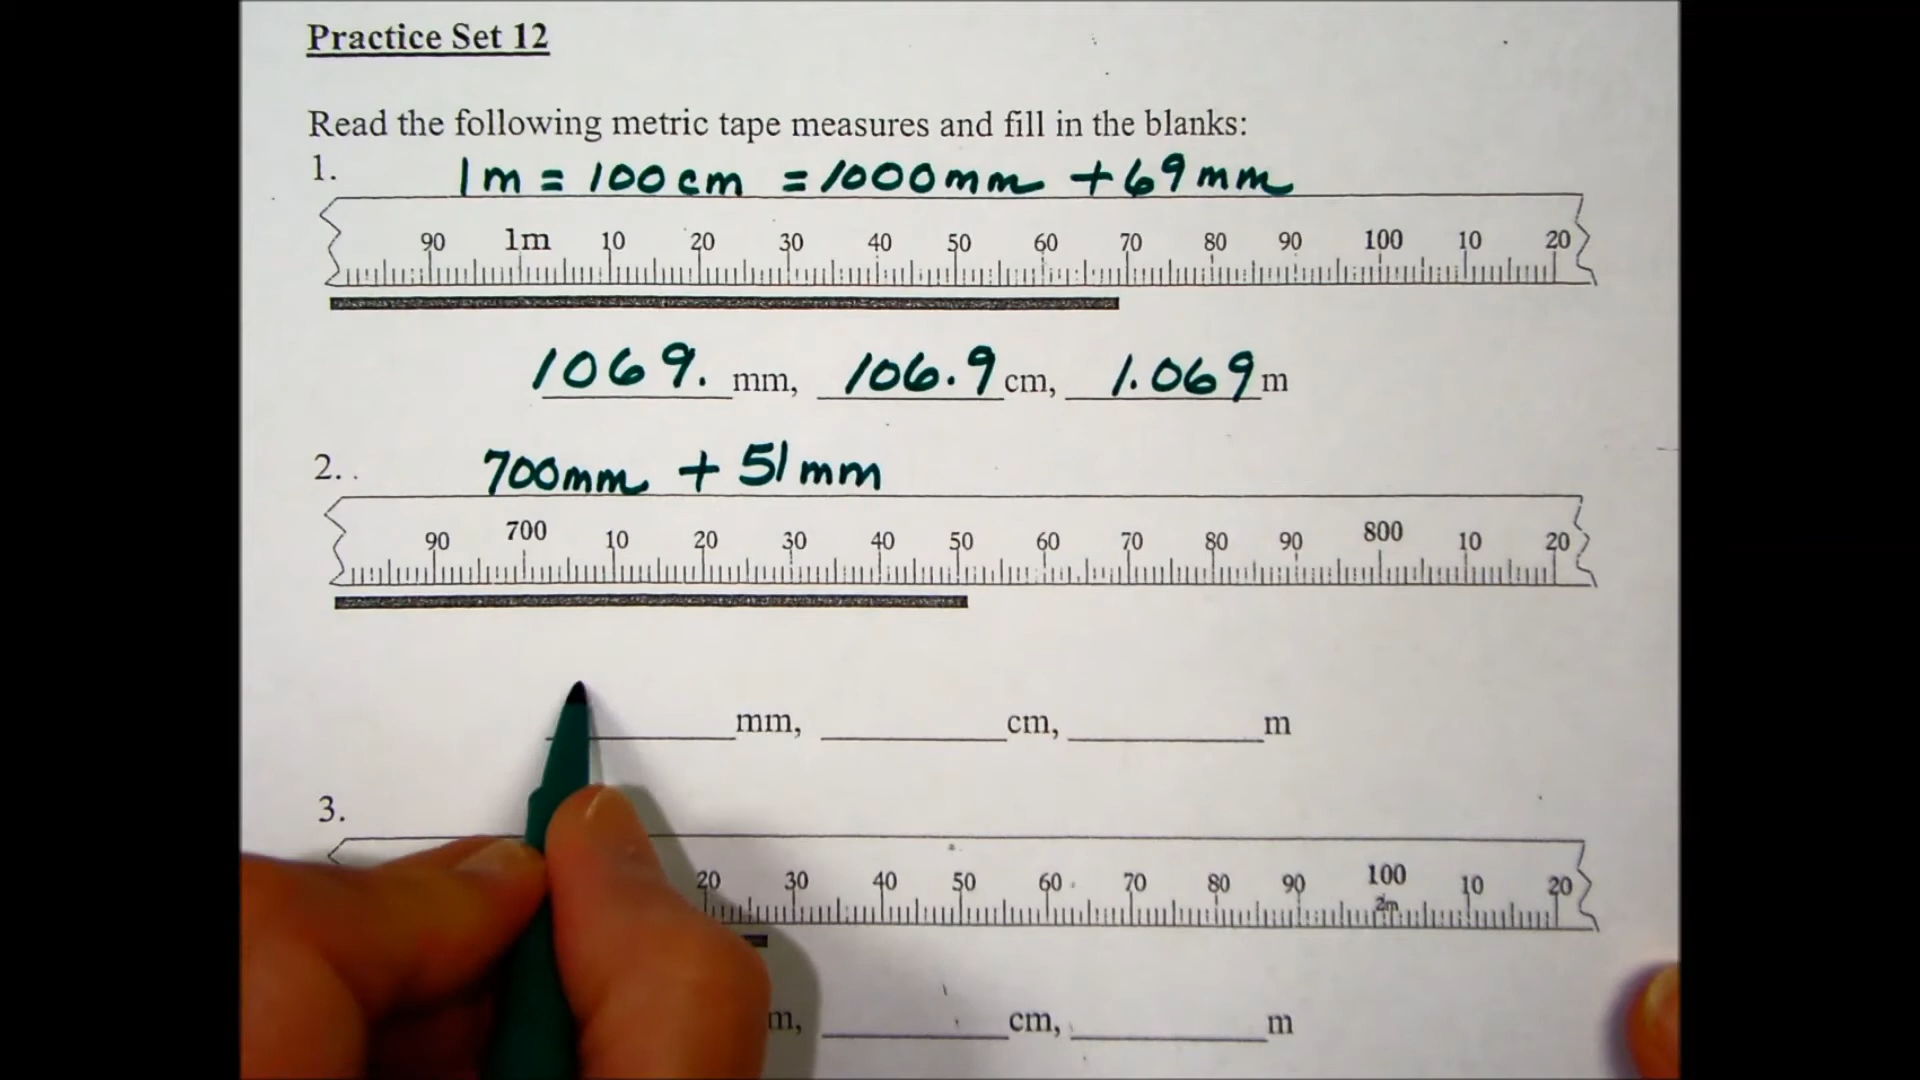 Practice Set 12
Read the following metric tape measures and fill in the blanks:
1.
1m = 100cm = 1000mm + 69mm
90 1m 10 20 30 40 50 60 70 80 90 100 10 20
1069. mm, 106.9 cm, 1.069 m
2. .
700mm + 51mm
90 700 10 20 30 40 50 60 70 80 90 800 10 20
mm, cm, m
3.
20 30 40 50 60 70 80 90 100 10 20
2m
m, cm, m